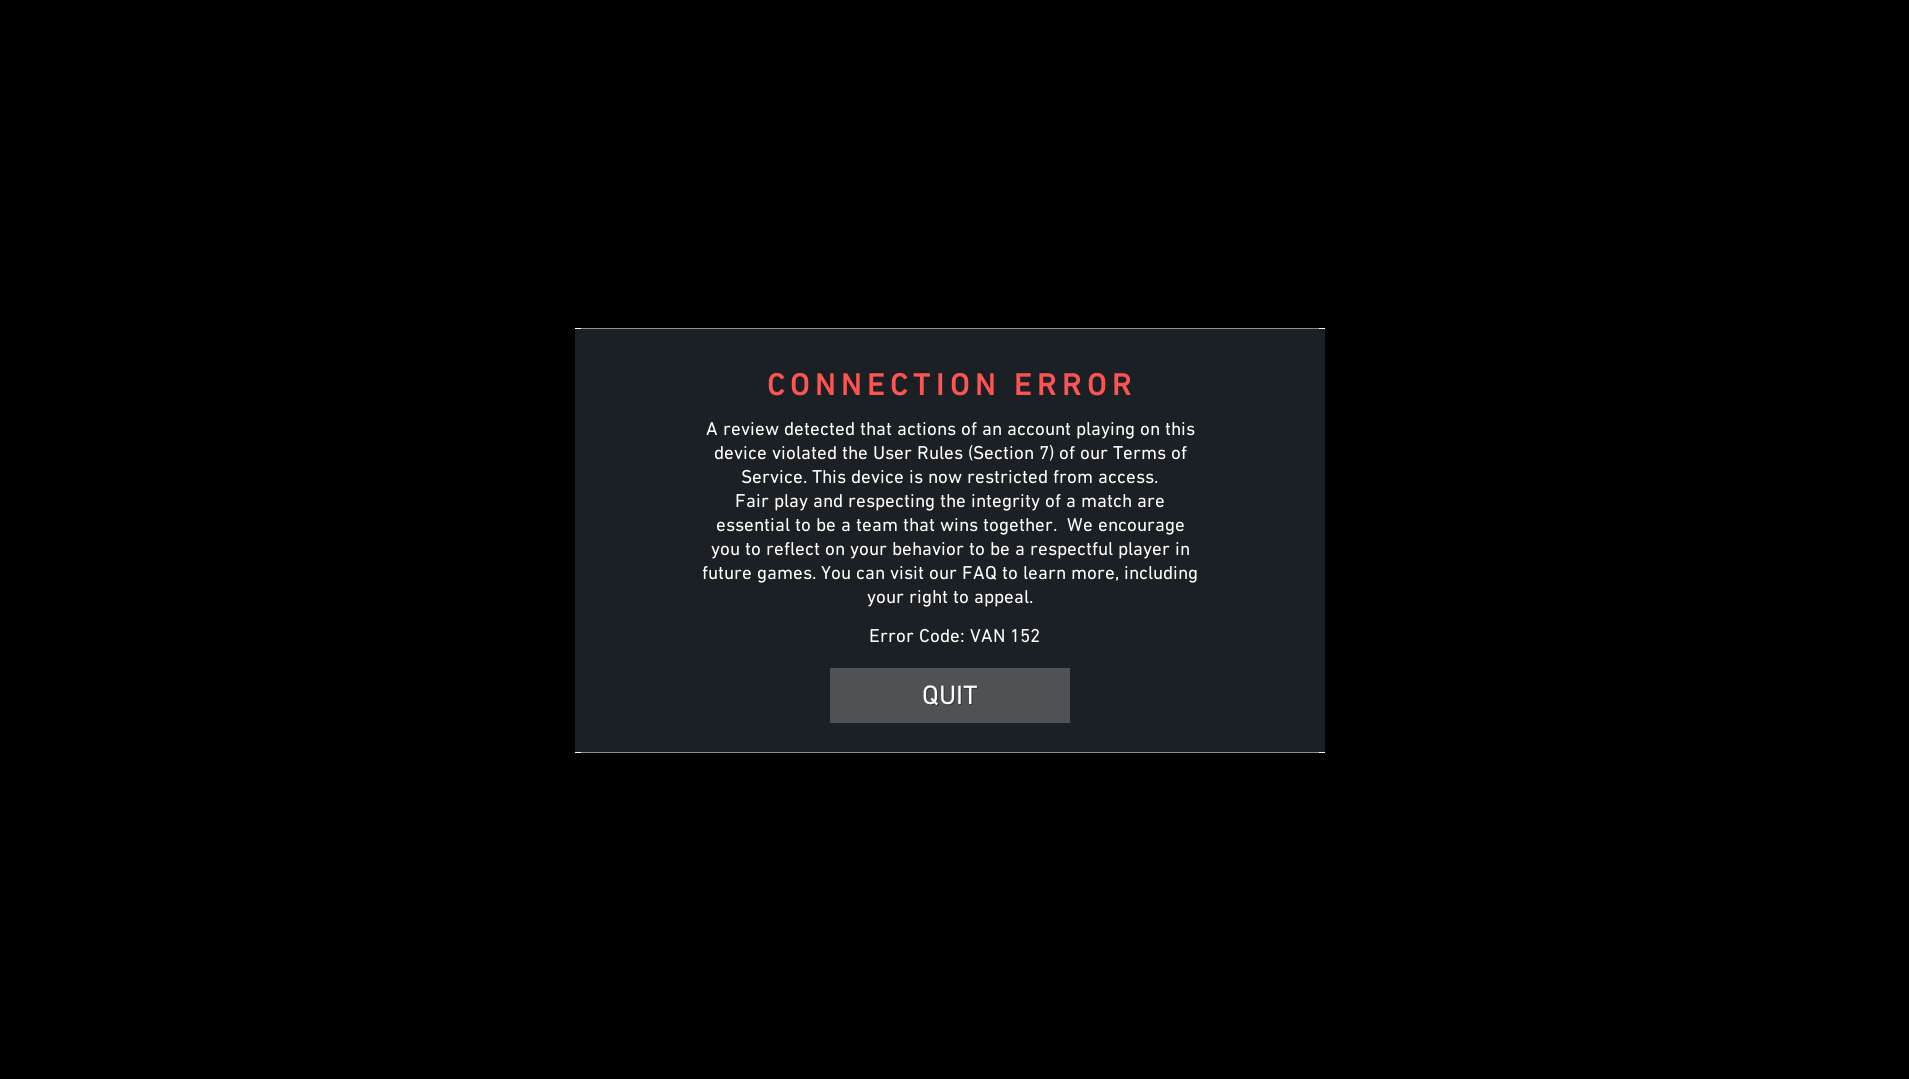 CONNECTION ERROR
A review detected that actions of an account playing on this
device violated the User Rules (Section 7) of our Terms of
Service. This device is now restricted from access.
Fair play and respecting the integrity of a match are
essential to be a team that wins together.  We encourage
you to reflect on your behavior to be a respectful player in
future games. You can visit our FAQ to learn more, including
your right to appeal.
Error Code: VAN 152
QUIT